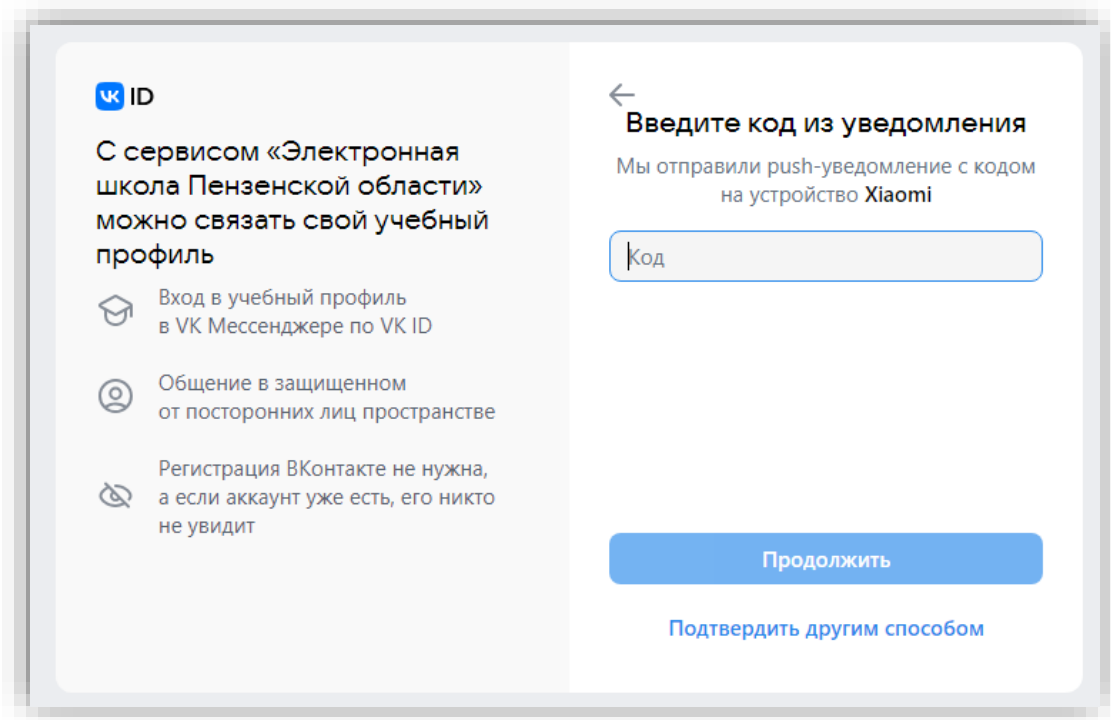 VK ID
С сервисом «Электронная
школа Пензенской области»
можно связать свой учебный
профиль
Вход в учебный профиль
в VK Мессенджере по VK ID
Общение в защищенном
от посторонних лиц пространстве
Регистрация ВКонтакте не нужна,
а если аккаунт уже есть, его никто
не увидит
Введите код из уведомления
Мы отправили push-уведомление с кодом
на устройство Xiaomi
Код
Продолжить
Подтвердить другим способом